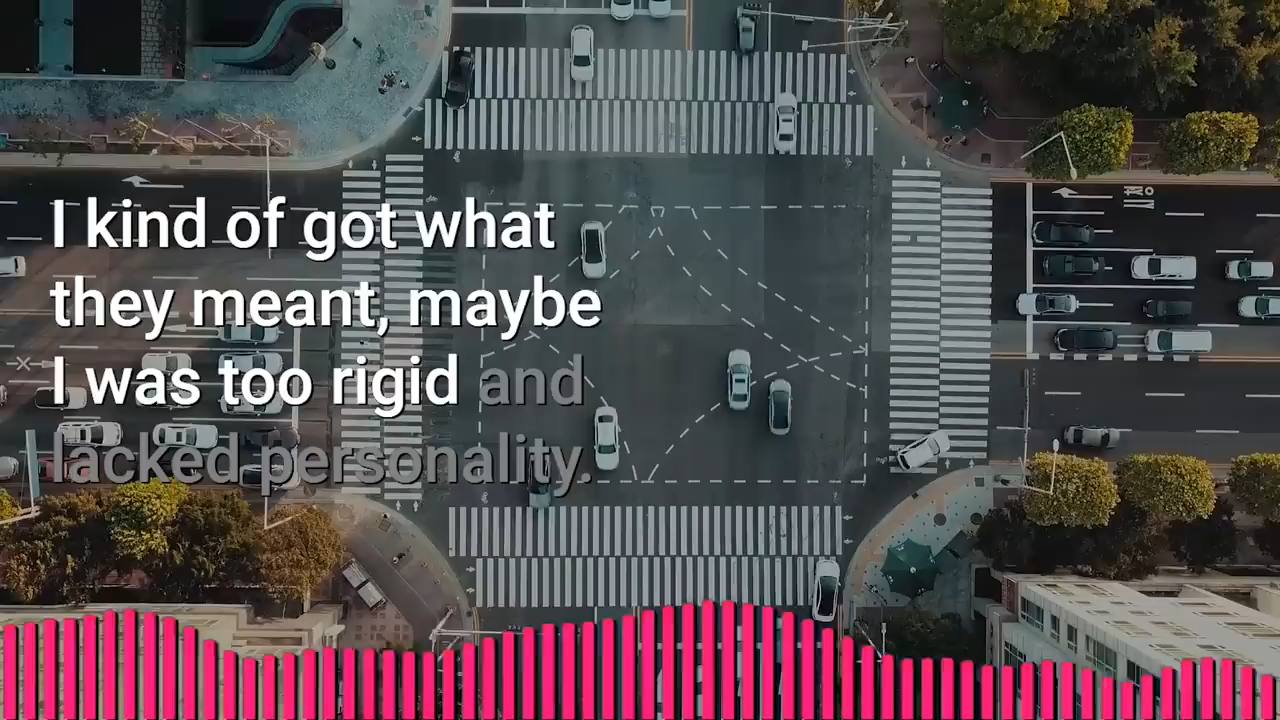 I kind of got what
they meant, maybe
I was too rigid and
lacked personality.